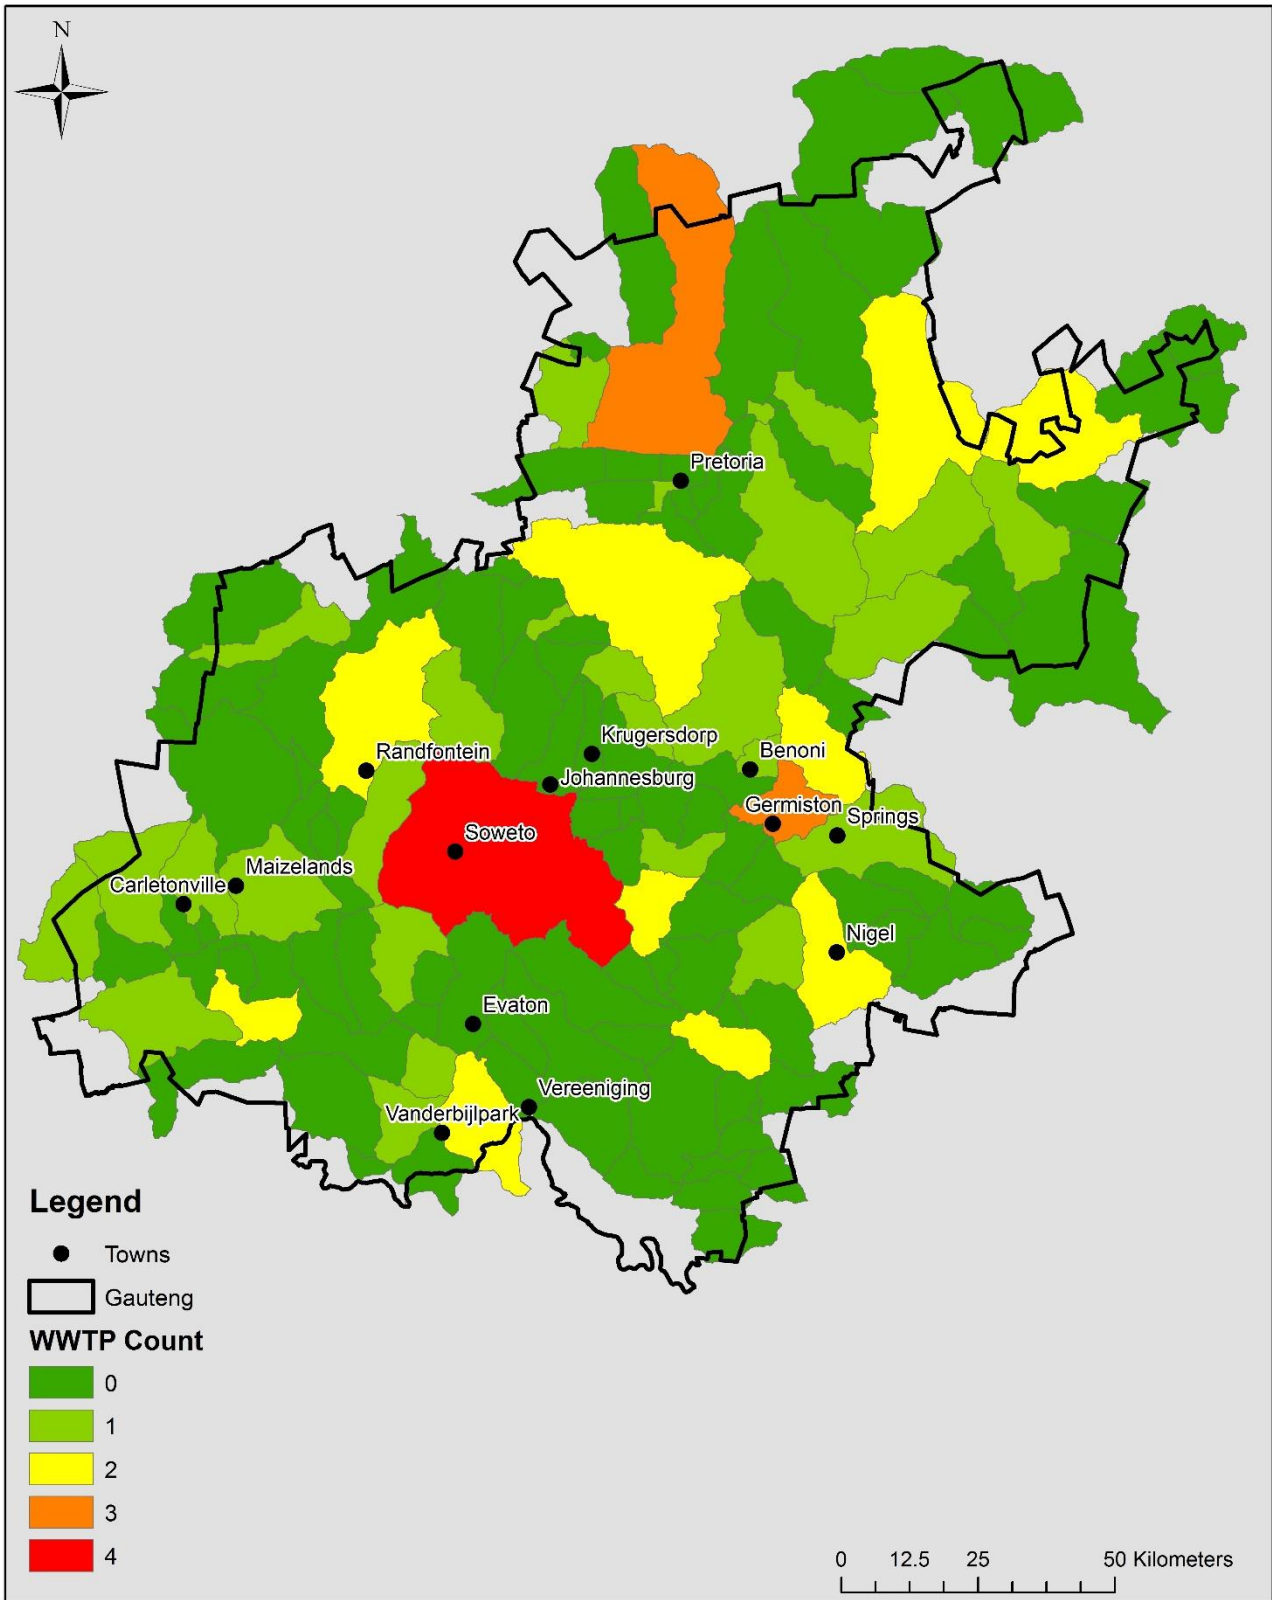 N
Pretoria
Krugersdorp
Randfontein
Benoni
Johannesburg
Germiston
Springs
Soweto
Maizelands
Carletonville
Nigel
Evaton
Vereeniging
Vanderbijlpark
Legend
Towns
Gauteng
WWTP Count
0
1
2
3
4
0 12.5 25 50 Kilometers